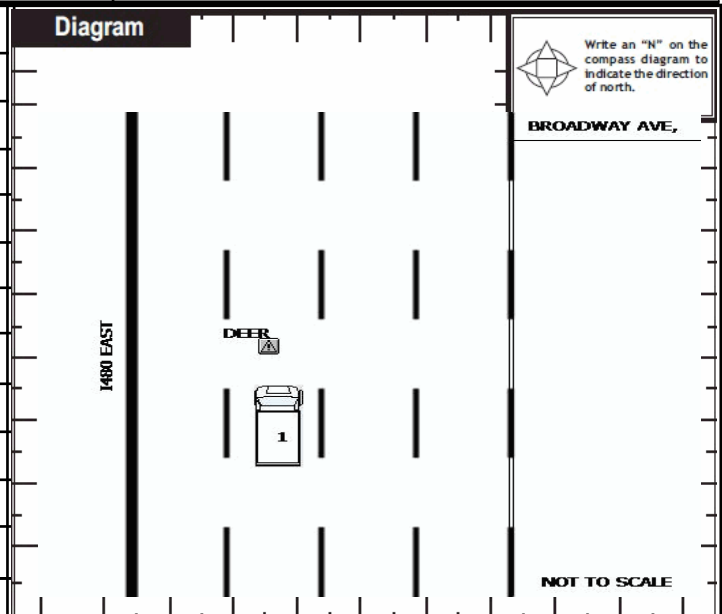 Diagram
Write an “N” on the
compass diagram to
indicate the direction
of north.
BROADWAY AVE,
I480 EAST
DEER
1
NOT TO SCALE